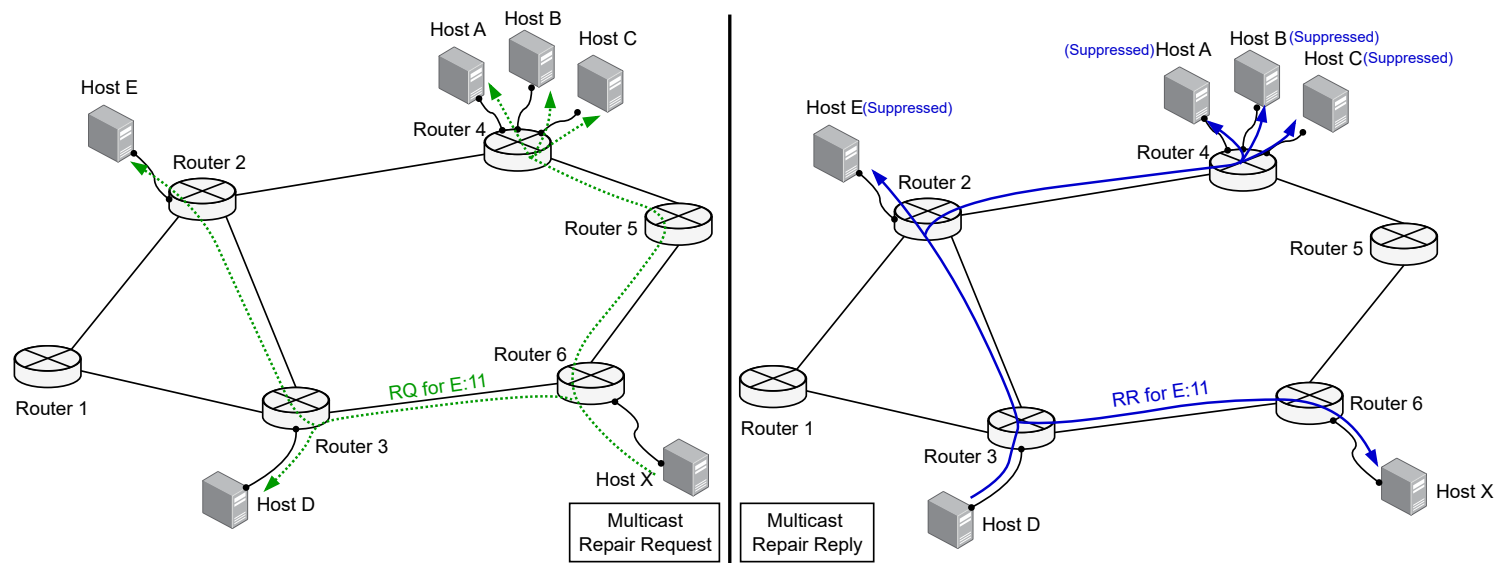 Host A
Host B
Host C
Host E
Router 4
Router 2
Router 5
Router 6
RQ for E:11
Router 1
Router 3
Host X
Host D
Multicast
Repair Request
Host B(Suppressed)
(Suppressed)Host A
Host C(Suppressed)
Host E(Suppressed)
Router 4
Router 2
Router 5
RR for E:11
Router 6
Router 1
Router 3
Host X
Host D
Multicast
Repair Reply